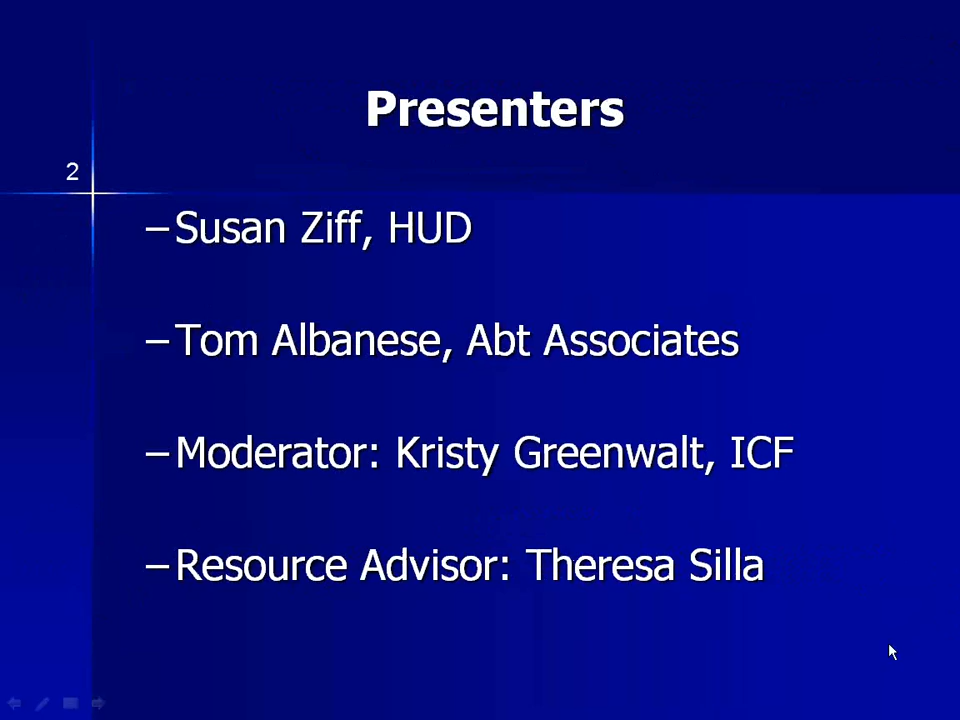 Presenters
2
–Susan Ziff, HUD
–Tom Albanese, Abt Associates
–Moderator: Kristy Greenwalt, ICF
–Resource Advisor: Theresa Silla